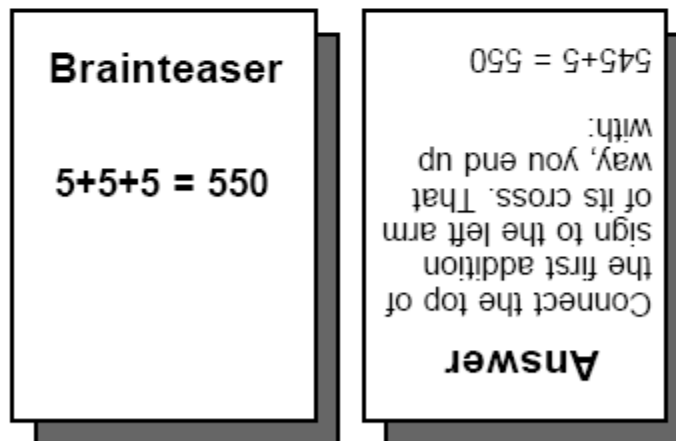 Brainteaser
5+5+5 = 550
Answer
Connect the top of
the first addition
sign to the left arm
of its cross. That
way, you end up
with:
545+5 = 550